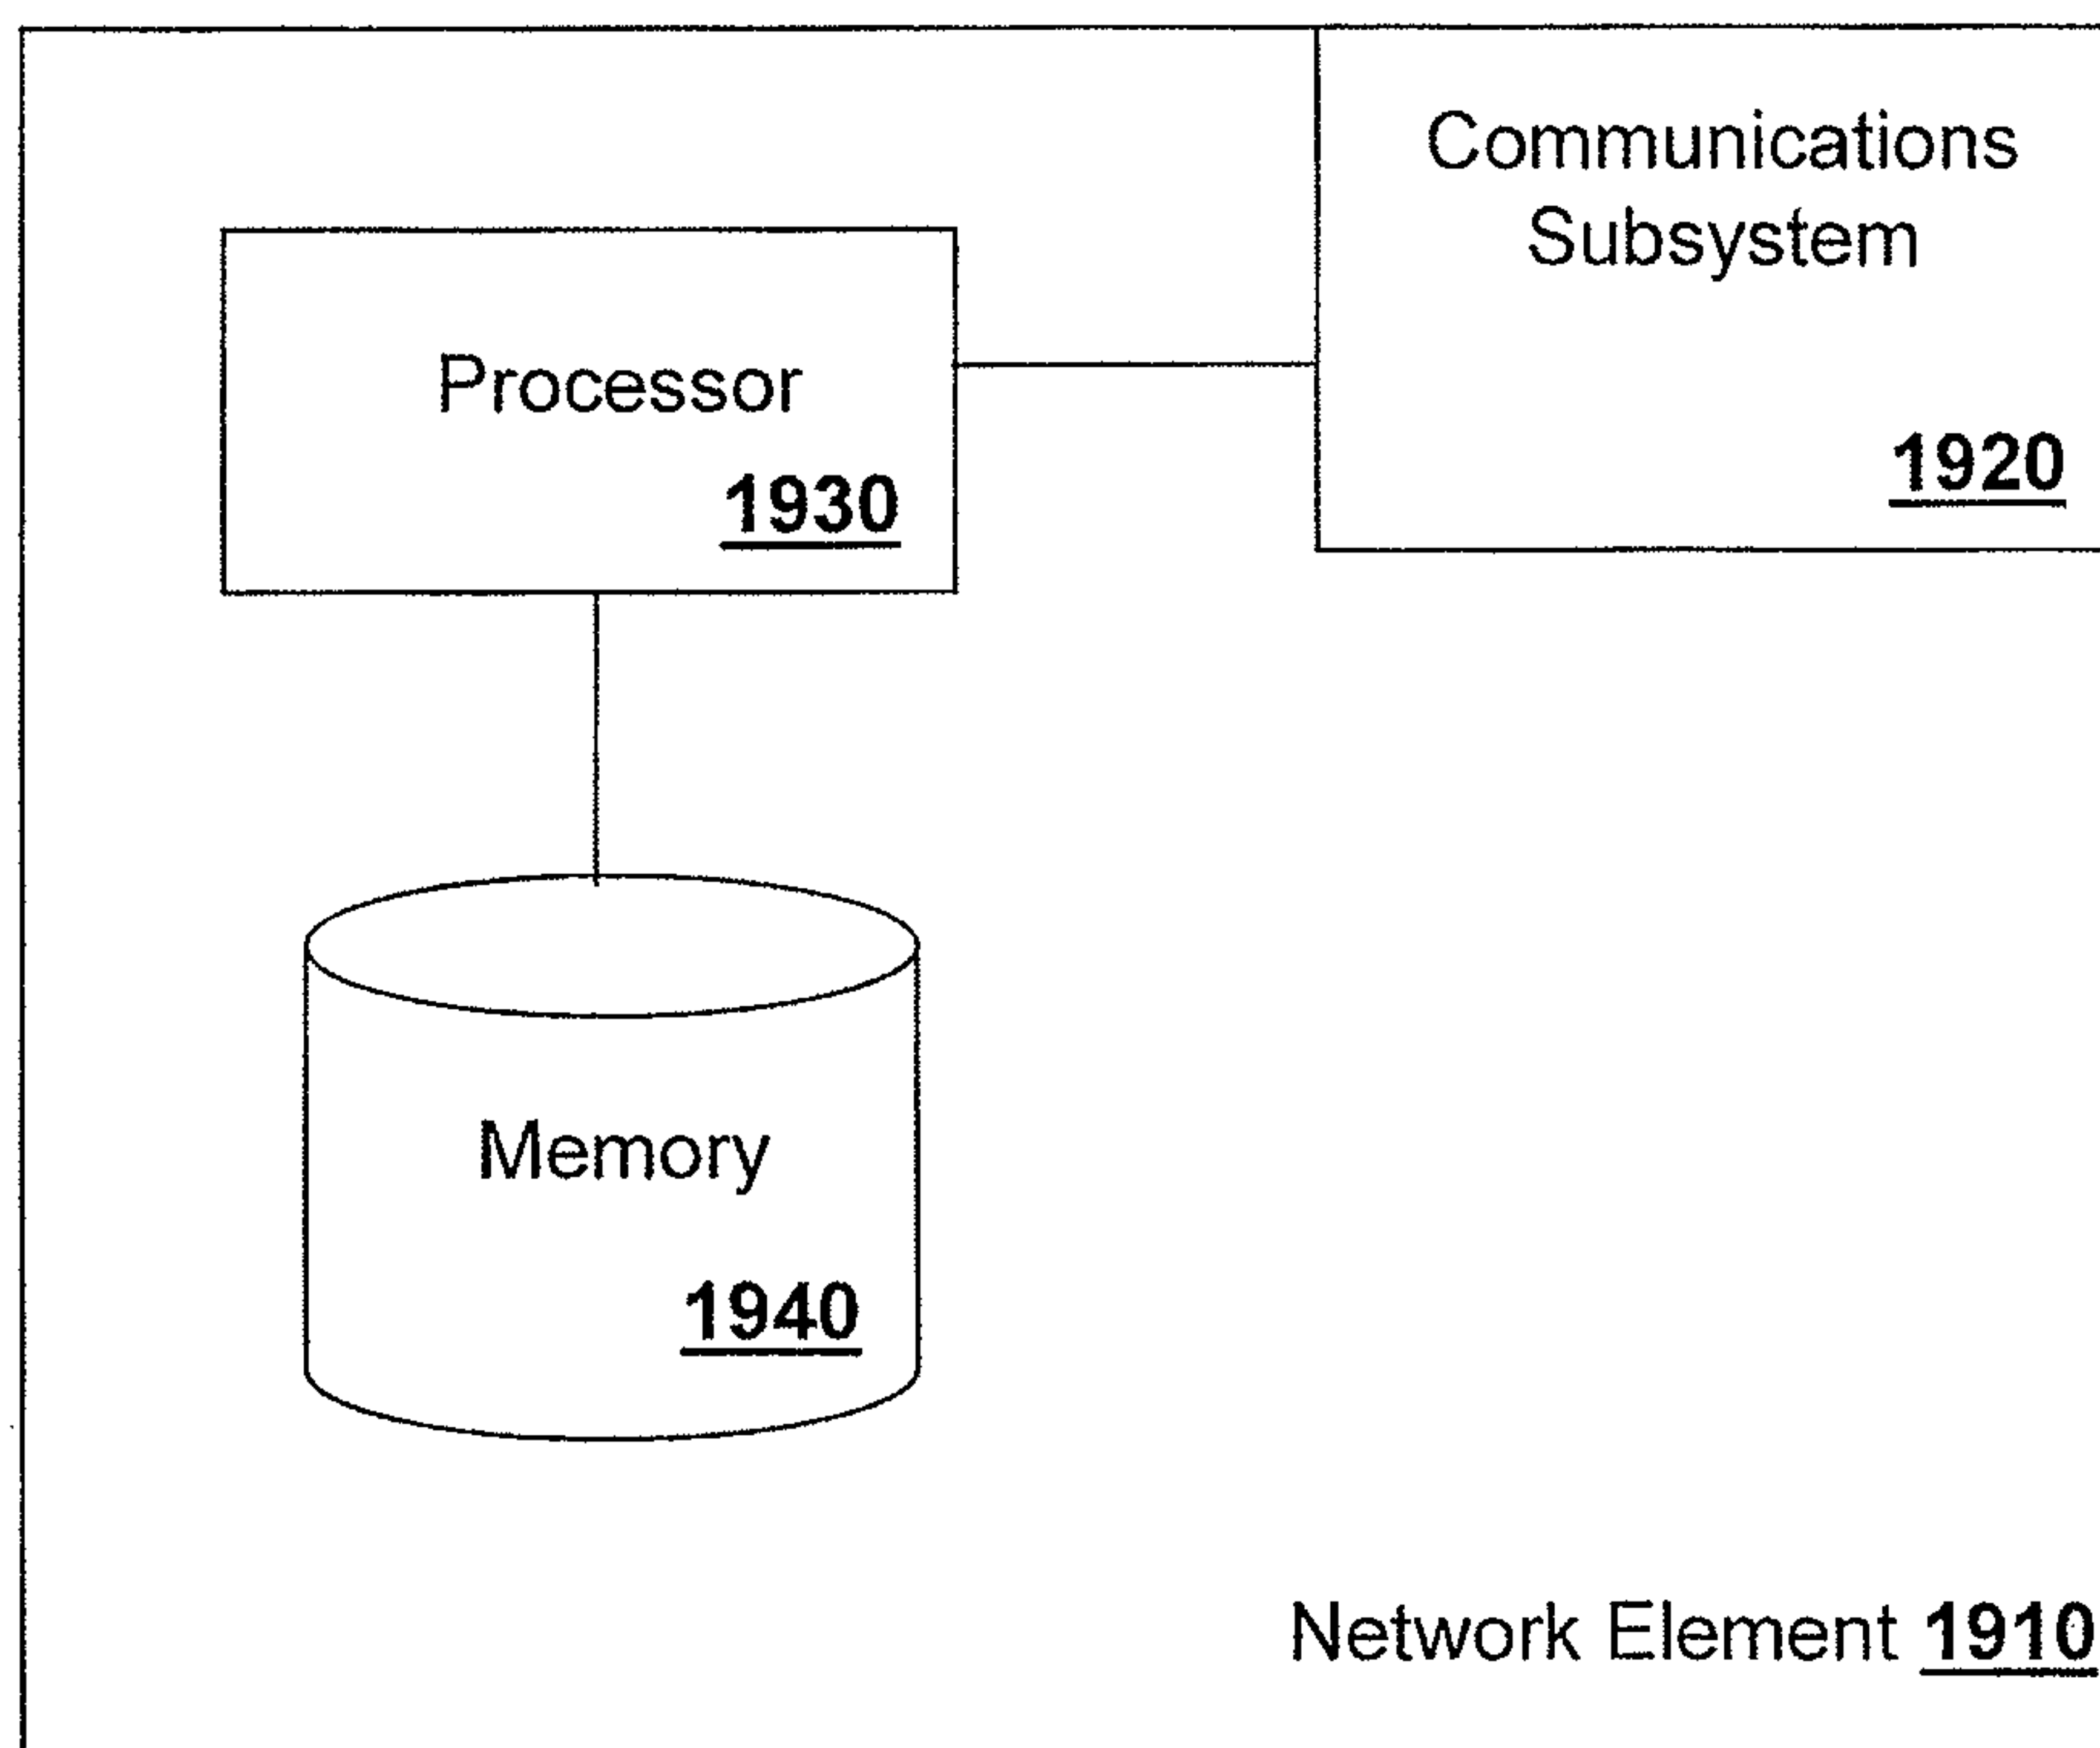 Communications
Subsystem
1920
Processor
1930
Memory
1940
Network Element 1910